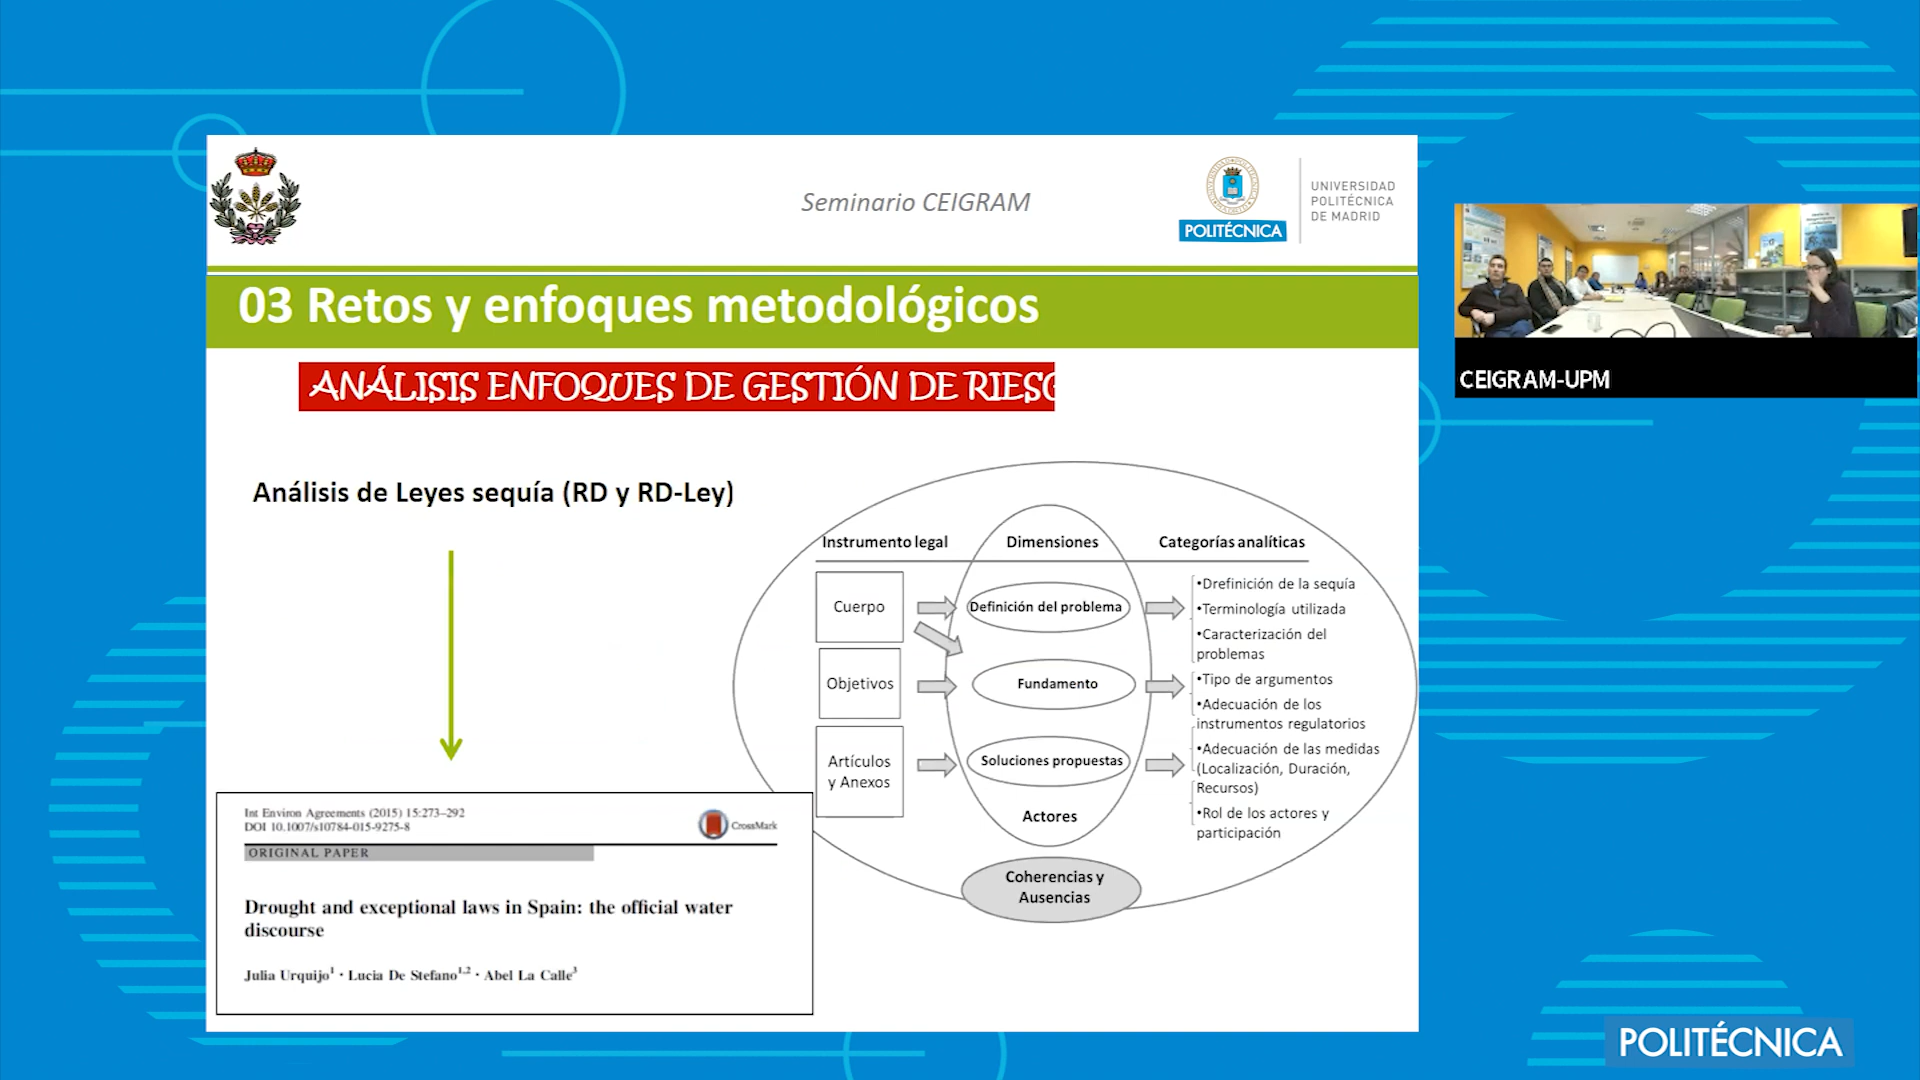 Seminario CEIGRAM
POLITÉCNICA
UNIVERSIDAD
POLITÉCNICA
DE MADRID
03 Retos y enfoques metodológicos
ANÁLISIS ENFOQUES DE GESTIÓN DE RIESG
Análisis de Leyes sequía (RD y RD-Ley)
Instrumento legal
Dimensiones
Categorías analíticas
Cuerpo
Definición del problema
•Drefinición de la sequía
•Terminología utilizada
•Caracterización del
problemas
Objetivos
Fundamento
•Tipo de argumentos
•Adecuación de los
instrumentos regulatorios
Artículos
y Anexos
Soluciones propuestas
•Adecuación de las medidas
(Localización, Duración,
Recursos)
•Rol de los actores y
participación
Actores
Coherencias y
Ausencias
Int Environ Agreements (2015) 15:273–292
DOI 10.1007/s10784-015-9275-8
CrossMark
ORIGINAL PAPER
Drought and exceptional laws in Spain: the official water
discourse
Julia Urquijo1 · Lucia De Stefano1,2 · Abel La Calle3
CEIGRAM-UPM
POLITÉCNICA